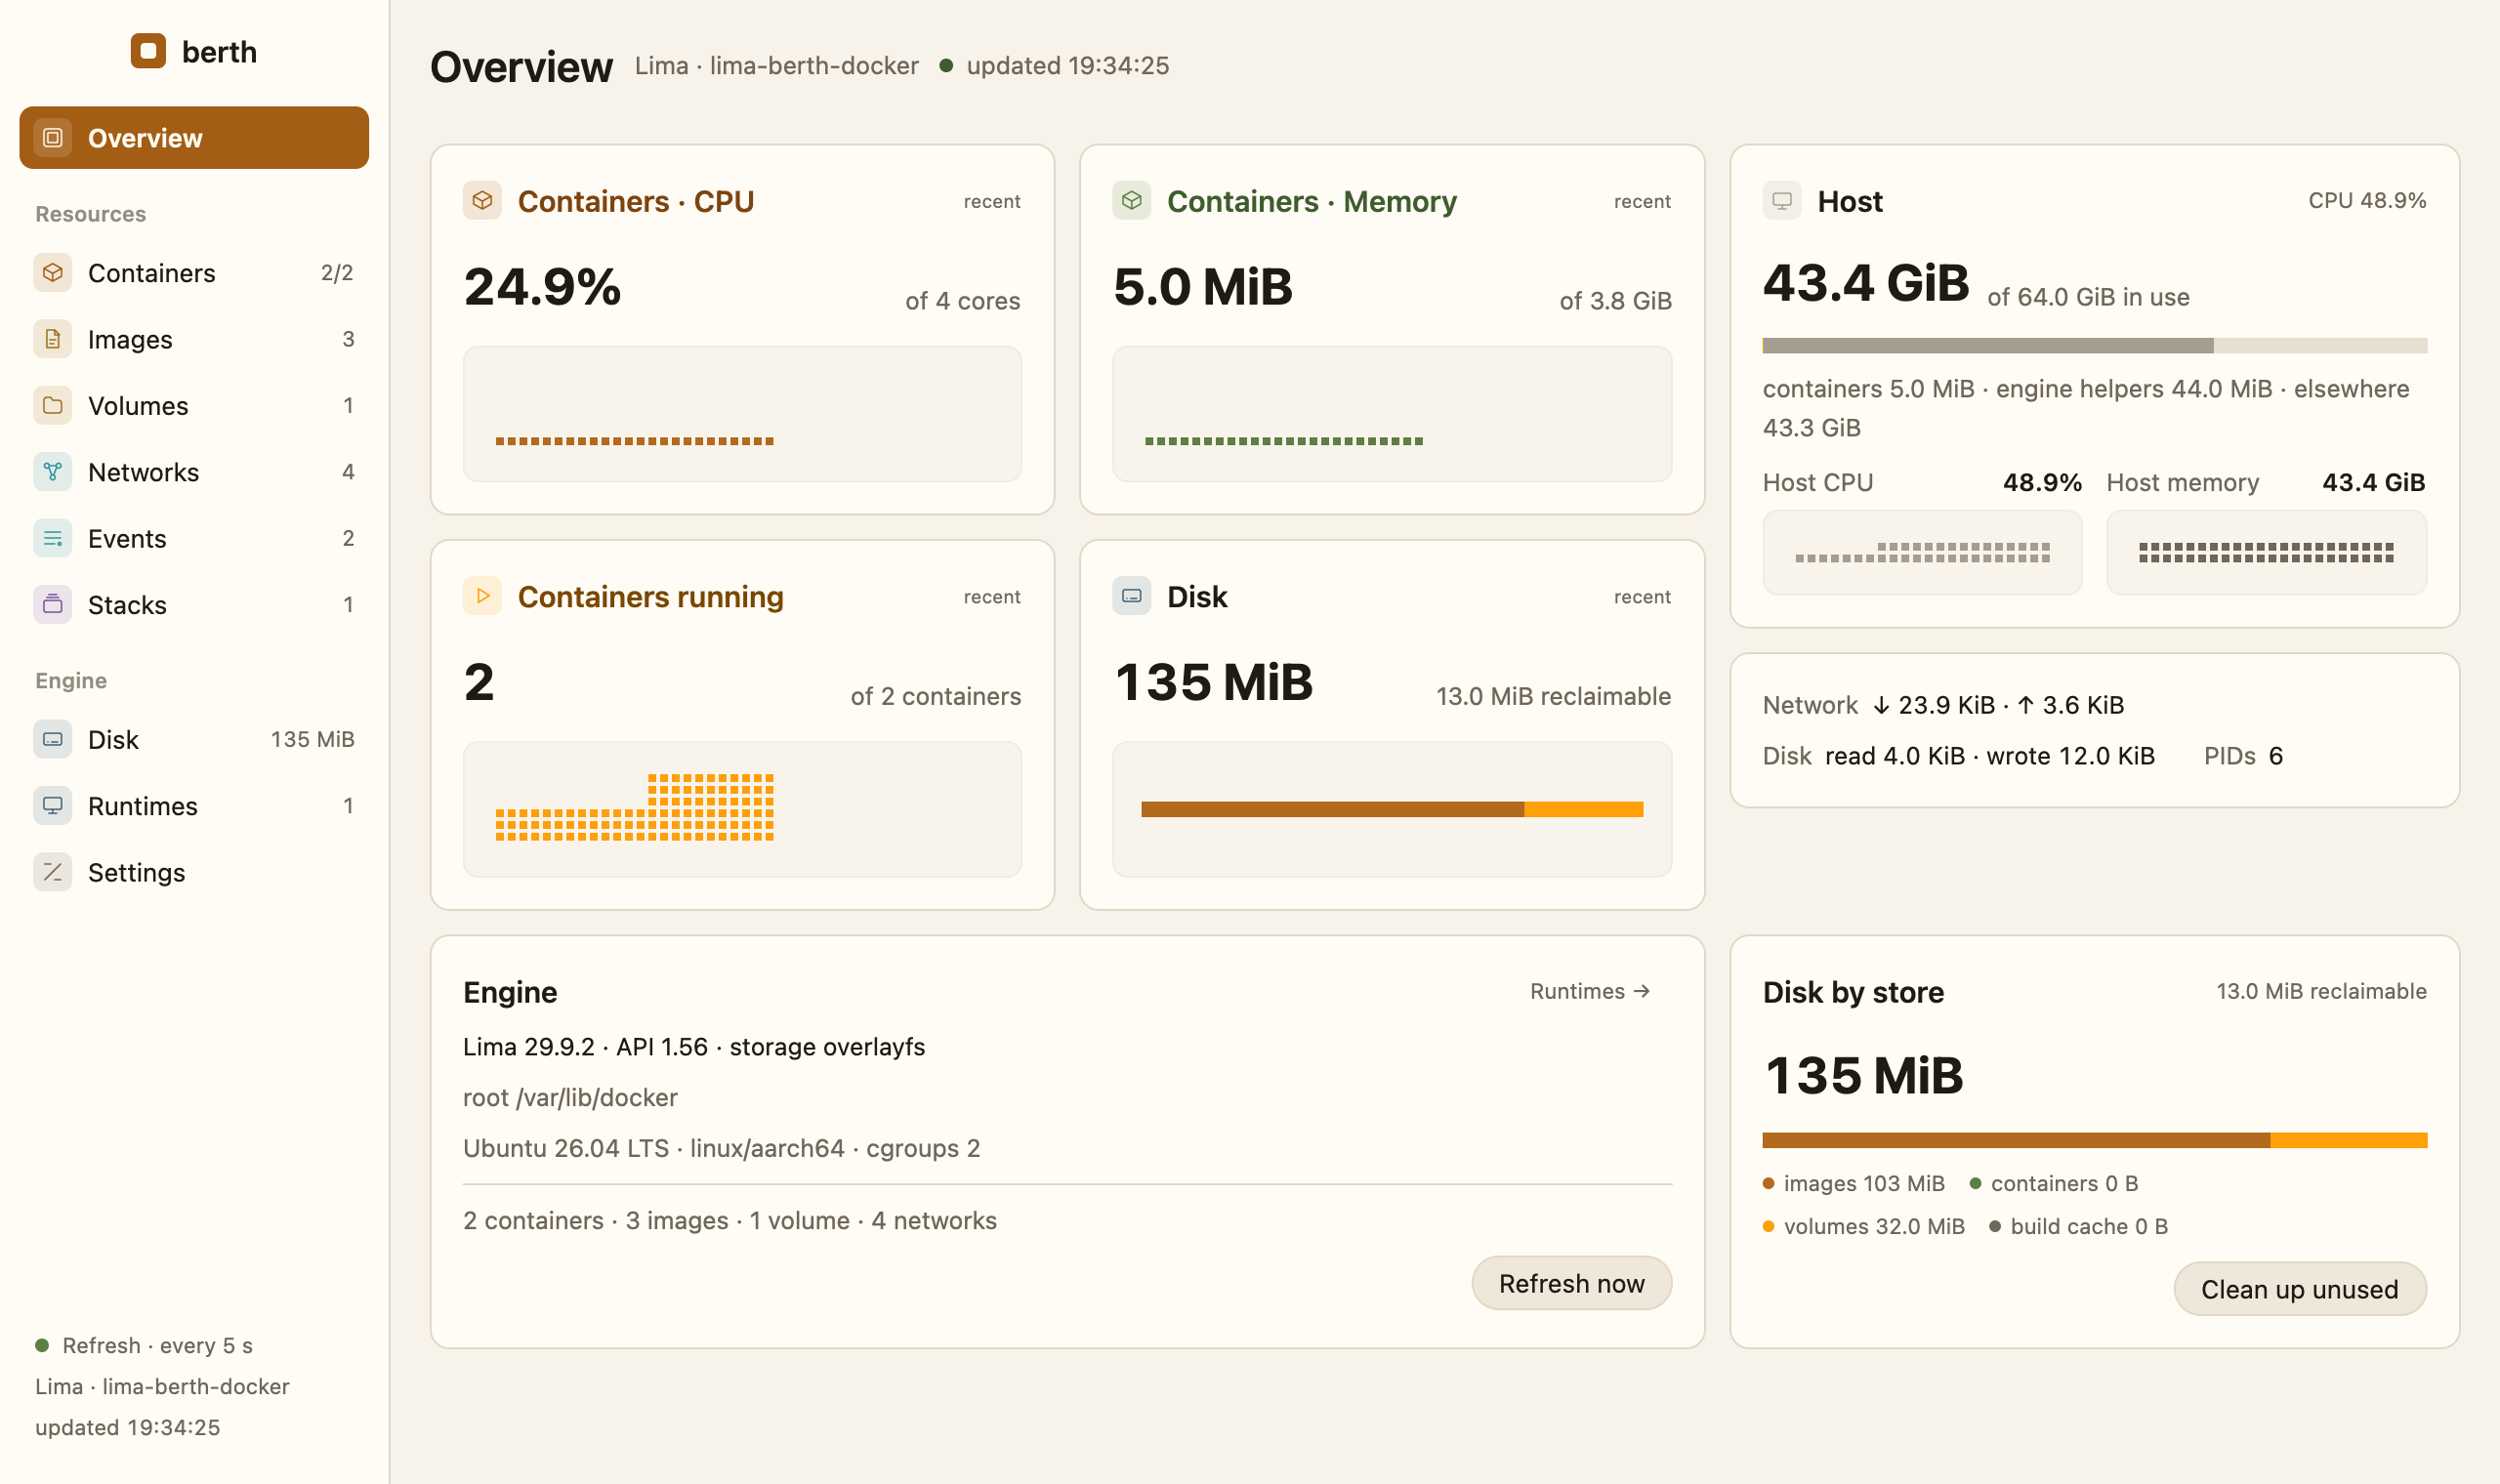 berth
Overview
Resources
Containers 2/2
Images 3
Volumes 1
Networks 4
Events 2
Stacks 1
Engine
Disk 135 MiB
Runtimes 1
Settings
Refresh · every 5 s
Lima · lima-berth-docker
updated 19:34:25
Overview Lima · lima-berth-docker updated 19:34:25
Containers · CPU recent
24.9% of 4 cores
Containers · Memory recent
5.0 MiB of 3.8 GiB
Host CPU 48.9%
43.4 GiB of 64.0 GiB in use
containers 5.0 MiB · engine helpers 44.0 MiB · elsewhere
43.3 GiB
Host CPU 48.9% Host memory 43.4 GiB
Containers running recent
2 of 2 containers
Disk recent
135 MiB 13.0 MiB reclaimable
Network ↓ 23.9 KiB · ↑ 3.6 KiB
Disk read 4.0 KiB · wrote 12.0 KiB PIDs 6
Engine Runtimes →
Lima 29.9.2 · API 1.56 · storage overlayfs
root /var/lib/docker
Ubuntu 26.04 LTS · linux/aarch64 · cgroups 2
2 containers · 3 images · 1 volume · 4 networks
Refresh now
Disk by store 13.0 MiB reclaimable
135 MiB
images 103 MiB containers 0 B
volumes 32.0 MiB build cache 0 B
Clean up unused